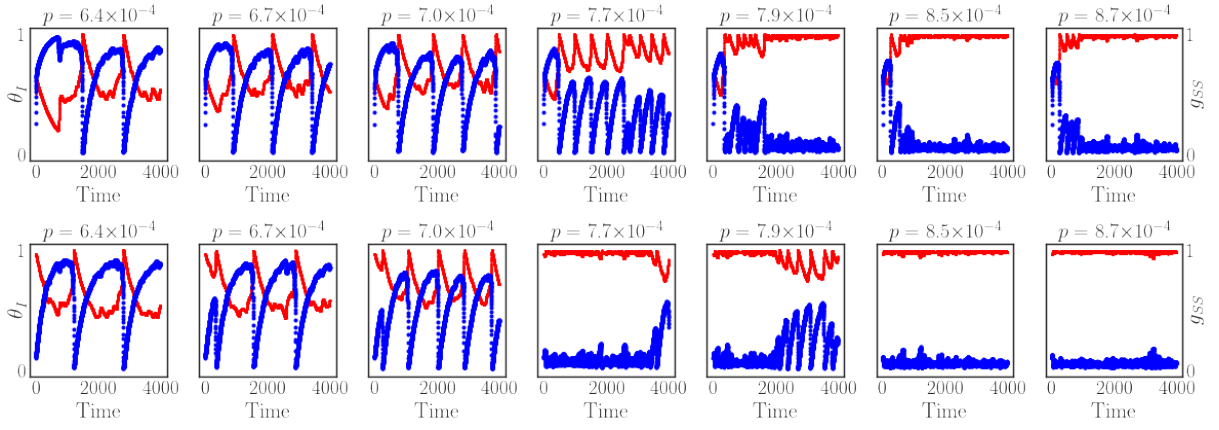 p = 6.4×10⁻⁴ p = 6.7×10⁻⁴ p = 7.0×10⁻⁴ p = 7.7×10⁻⁴ p = 7.9×10⁻⁴ p = 8.5×10⁻⁴ p = 8.7×10⁻⁴
1 1
θ_I g_SS
0 0
0 2000 4000 0 2000 4000 0 2000 4000 0 2000 4000 0 2000 4000 0 2000 4000 0 2000 4000
Time Time Time Time Time Time Time
p = 6.4×10⁻⁴ p = 6.7×10⁻⁴ p = 7.0×10⁻⁴ p = 7.7×10⁻⁴ p = 7.9×10⁻⁴ p = 8.5×10⁻⁴ p = 8.7×10⁻⁴
1 1
θ_I g_SS
0 0
0 2000 4000 0 2000 4000 0 2000 4000 0 2000 4000 0 2000 4000 0 2000 4000 0 2000 4000
Time Time Time Time Time Time Time